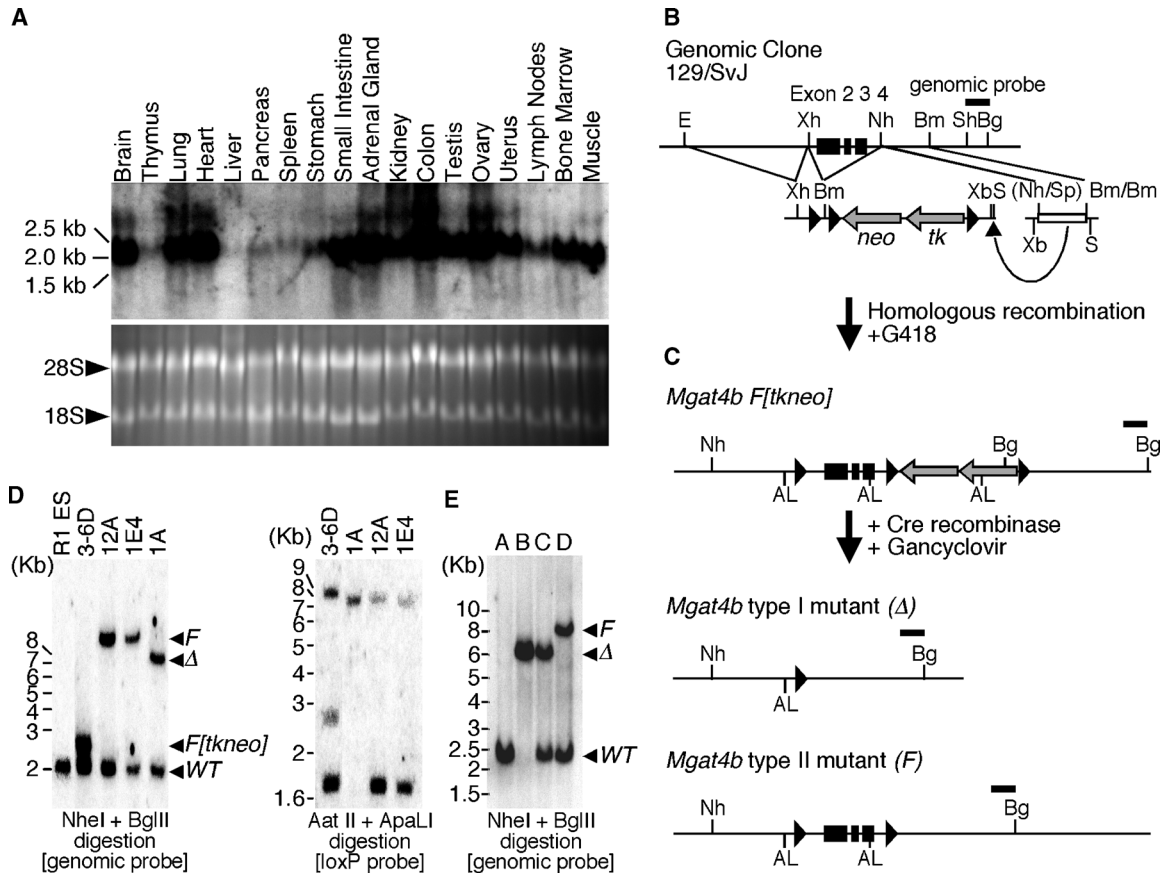 A
Brain
Thymus
Lung
Heart
Liver
Pancreas
Spleen
Stomach
Small Intestine
Adrenal Gland
Kidney
Colon
Testis
Ovary
Uterus
Lymph Nodes
Bone Marrow
Muscle
2.5 kb
2.0 kb
1.5 kb
28S
18S
B
Genomic Clone
129/SvJ
genomic probe
Exon 2 3 4
E Xh Nh Bm ShBg
Xh Bm XbS (Nh/Sp) Bm/Bm
neo tk Xb S
Homologous recombination
+G418
C
Mgat4b F[tkneo]
Nh Bg Bg
AL AL AL
+ Cre recombinase
+ Gancyclovir
Mgat4b type I mutant (Δ)
Nh Bg
AL
Mgat4b type II mutant (F)
Nh Bg
AL AL
D
R1 ES
3-6D
12A
1E4
1A
(Kb)
8
7
6
5
4
3
2
F
Δ
F[tkneo]
WT
NheI + BglII
digestion
[genomic probe]
(Kb)
3-6D
1A
12A
1E4
9
8
7
6
5
4
3
2
1.6
Aat II + ApaLI
digestion
[loxP probe]
E
A B C D
(Kb)
10
8
6
5
4
3
2.5
2
1.5
F
Δ
WT
NheI + BglII
digestion
[genomic probe]